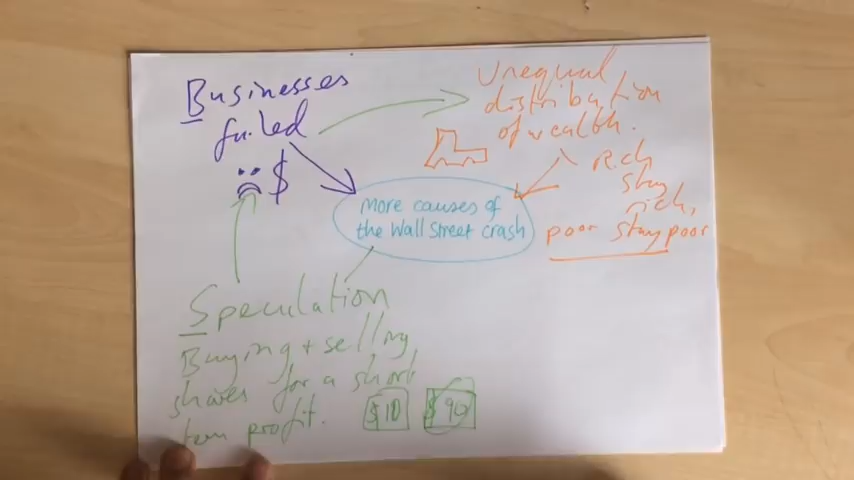 Businesses
failed
$
Unequal
distribution
of wealth.
Rich
stay
rich,
poor stay poor
More causes of
the Wall Street crash
Speculation
Buying + selling
shares for a short
term profit.
$10
$90